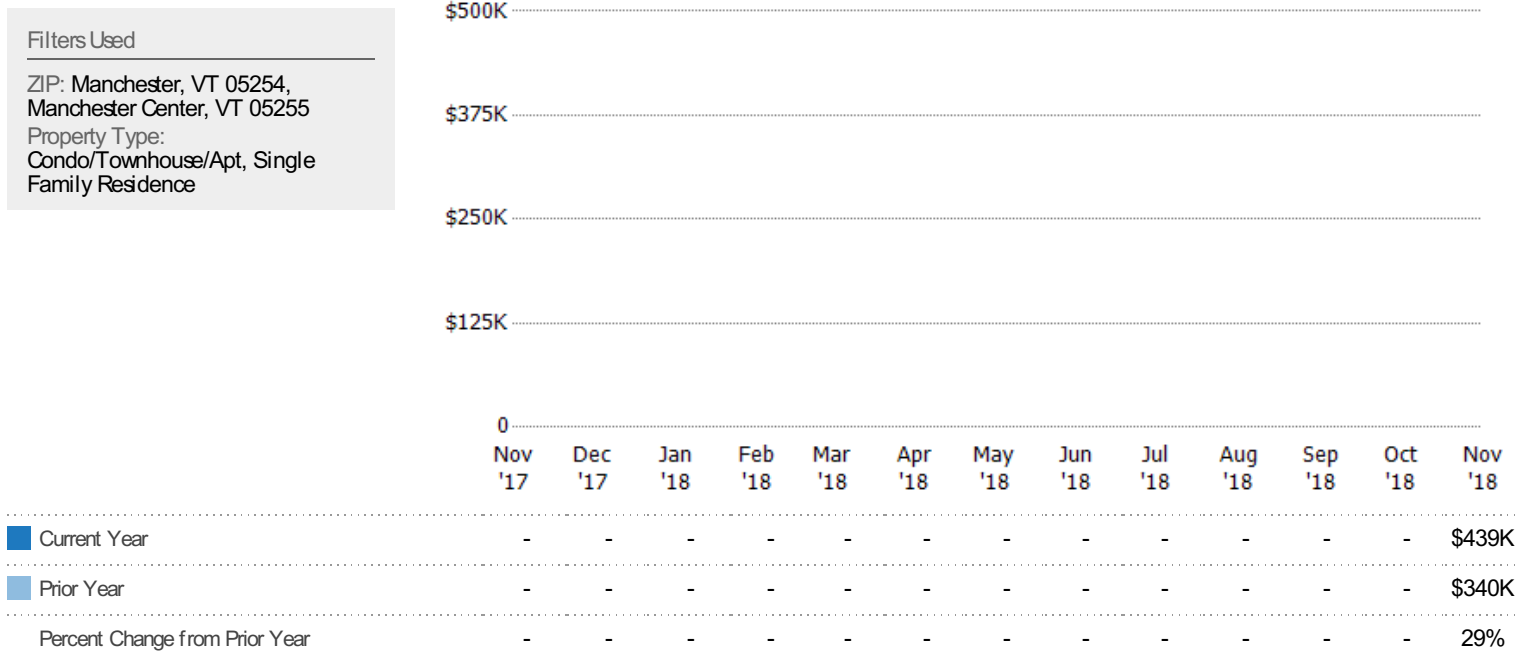 Filters Used
ZIP: Manchester, VT 05254,
Manchester Center, VT 05255
Property Type:
Condo/Townhouse/Apt, Single
Family Residence
$500K
$375K
$250K
$125K
0
Nov Dec Jan Feb Mar Apr May Jun Jul Aug Sep Oct Nov
'17 '17 '18 '18 '18 '18 '18 '18 '18 '18 '18 '18 '18
Current Year - - - - - - - - - - - - $439K
Prior Year - - - - - - - - - - - - $340K
Percent Change from Prior Year - - - - - - - - - - - - 29%